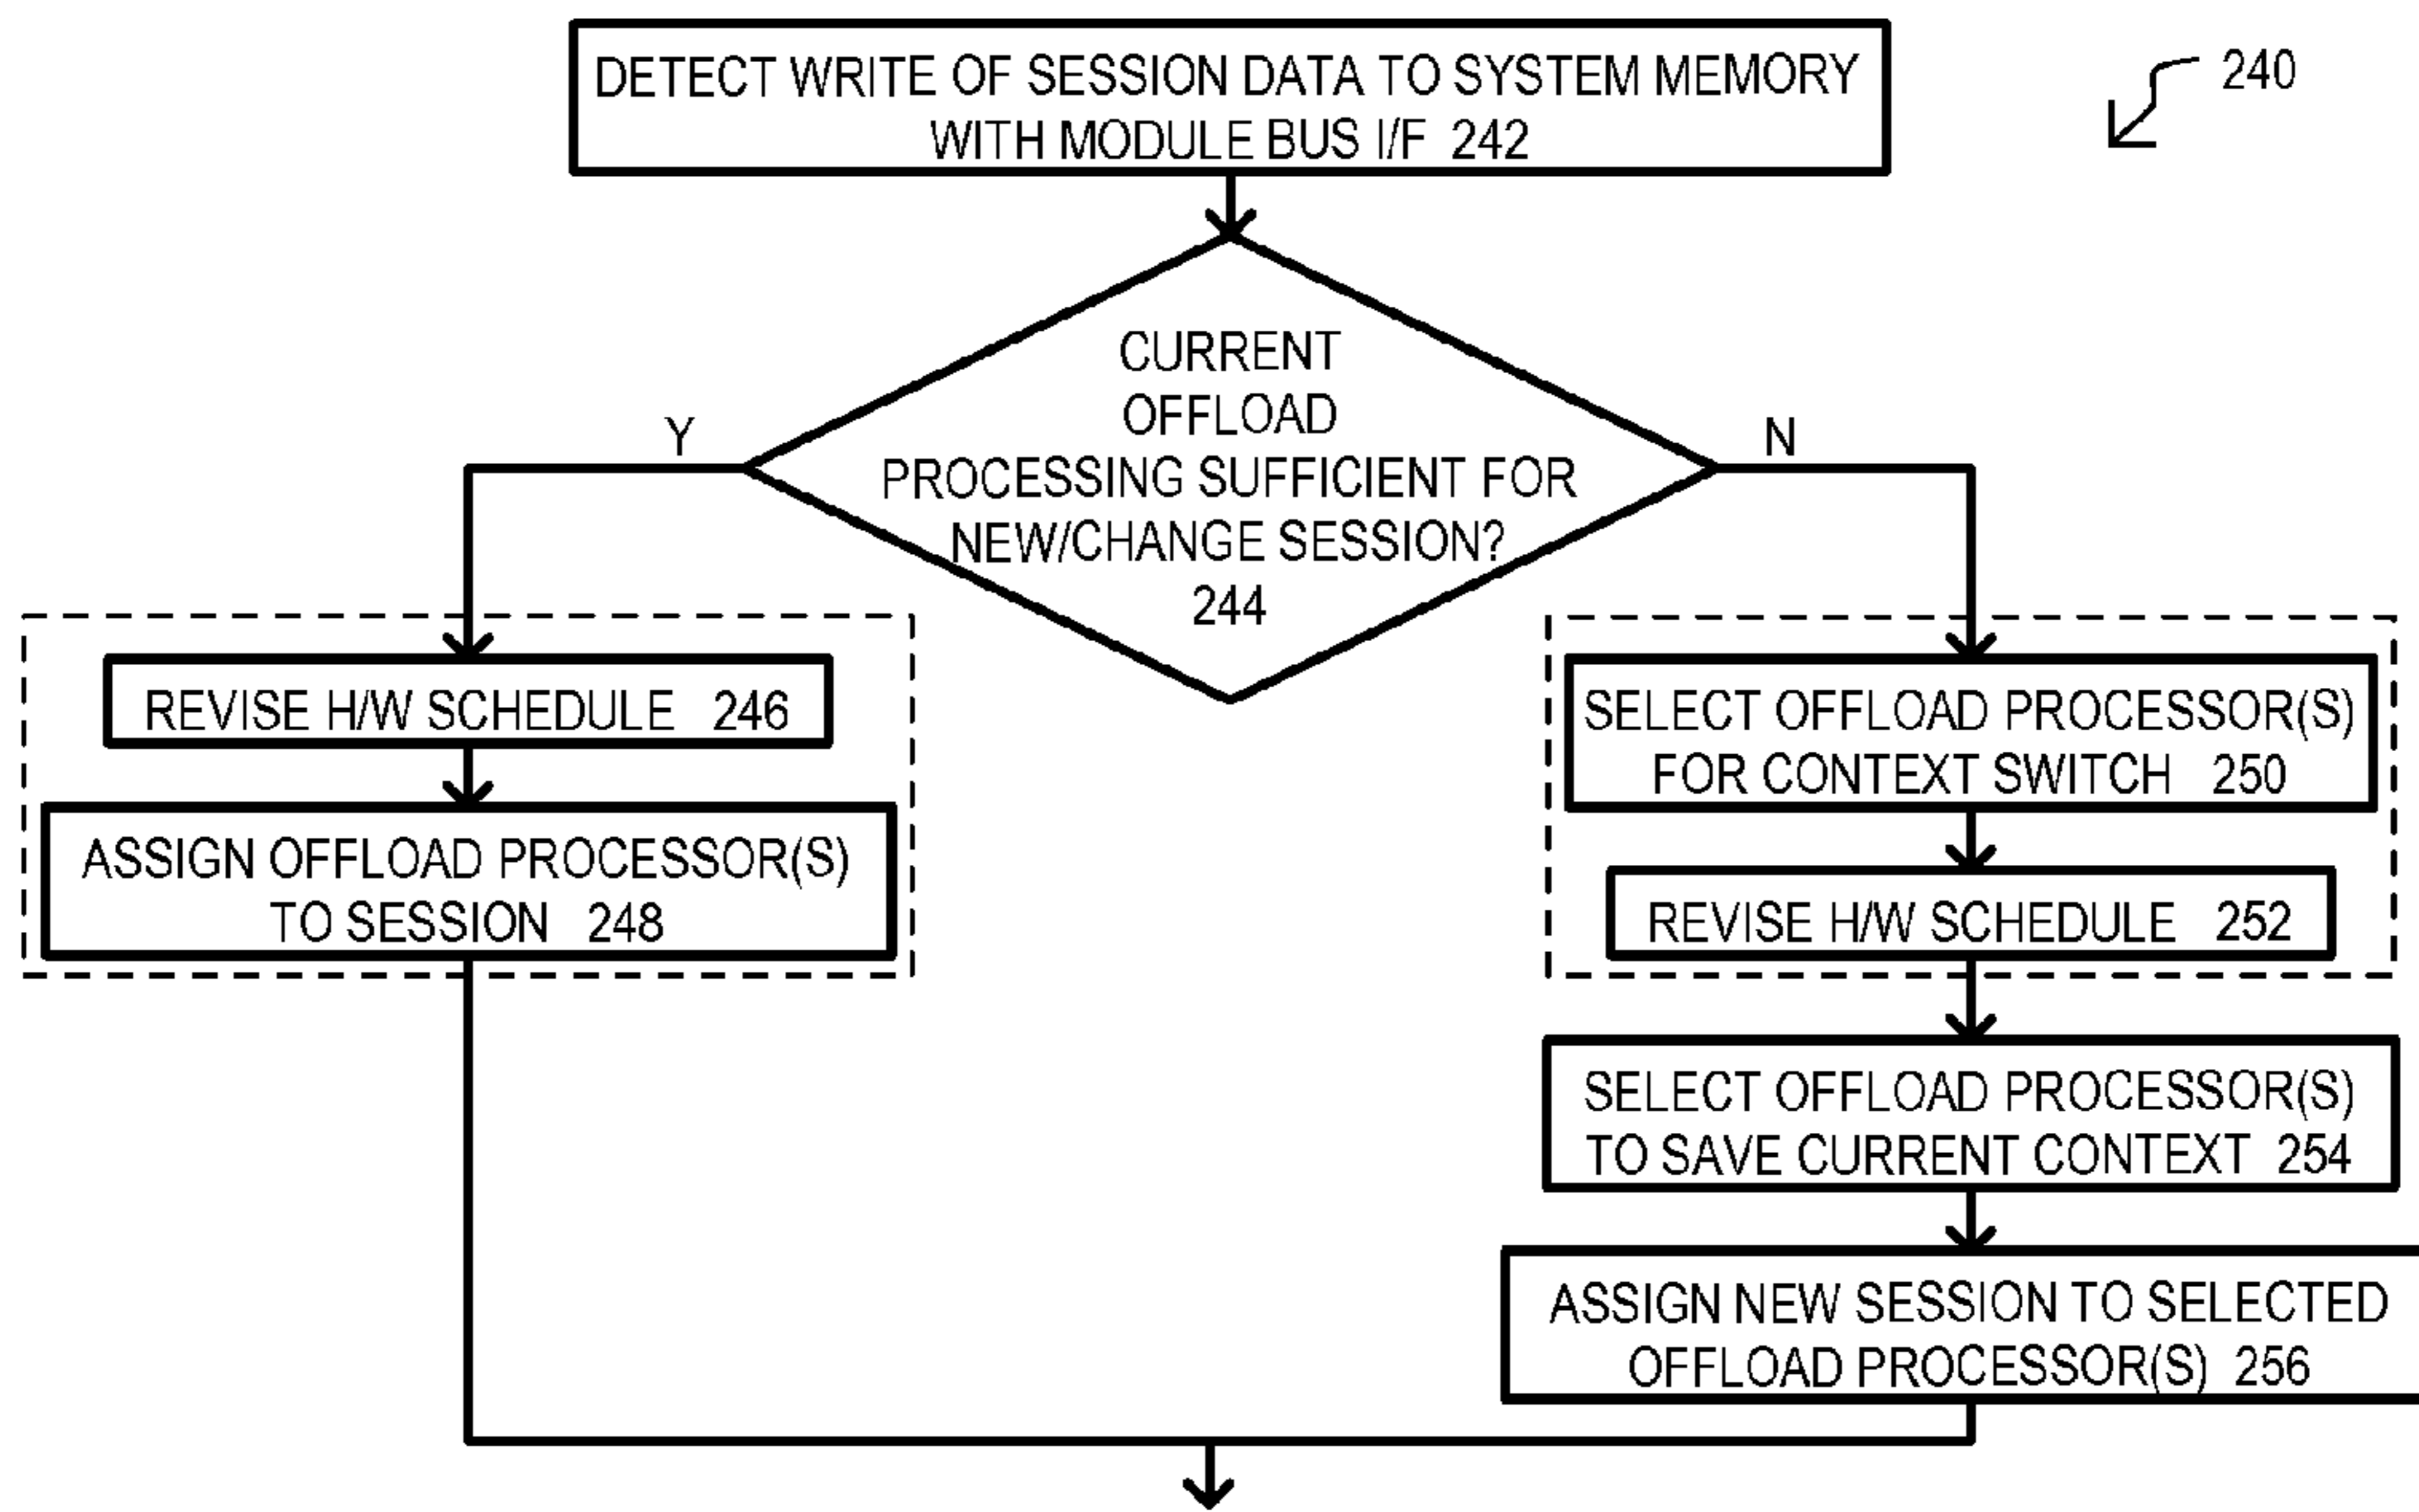 DETECT WRITE OF SESSION DATA TO SYSTEM MEMORY
WITH MODULE BUS I/F 242
240
CURRENT
OFFLOAD
PROCESSING SUFFICIENT FOR
NEW/CHANGE SESSION?
244
Y
N
REVISE H/W SCHEDULE 246
ASSIGN OFFLOAD PROCESSOR(S)
TO SESSION 248
SELECT OFFLOAD PROCESSOR(S)
FOR CONTEXT SWITCH 250
REVISE H/W SCHEDULE 252
SELECT OFFLOAD PROCESSOR(S)
TO SAVE CURRENT CONTEXT 254
ASSIGN NEW SESSION TO SELECTED
OFFLOAD PROCESSOR(S) 256